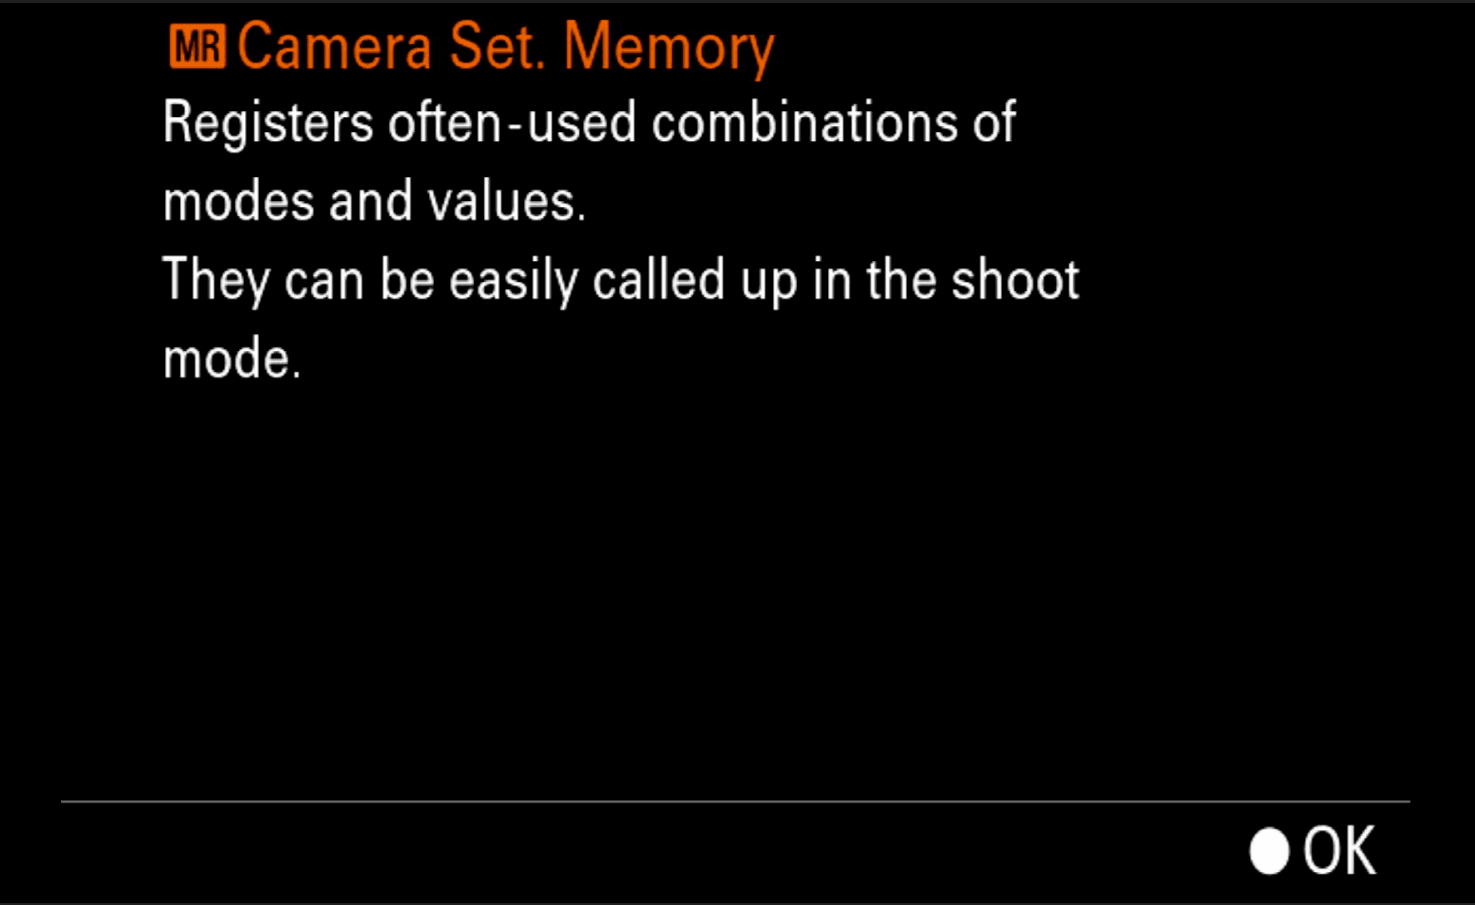 MR Camera Set. Memory
Registers often-used combinations of
modes and values.
They can be easily called up in the shoot
mode.
OK